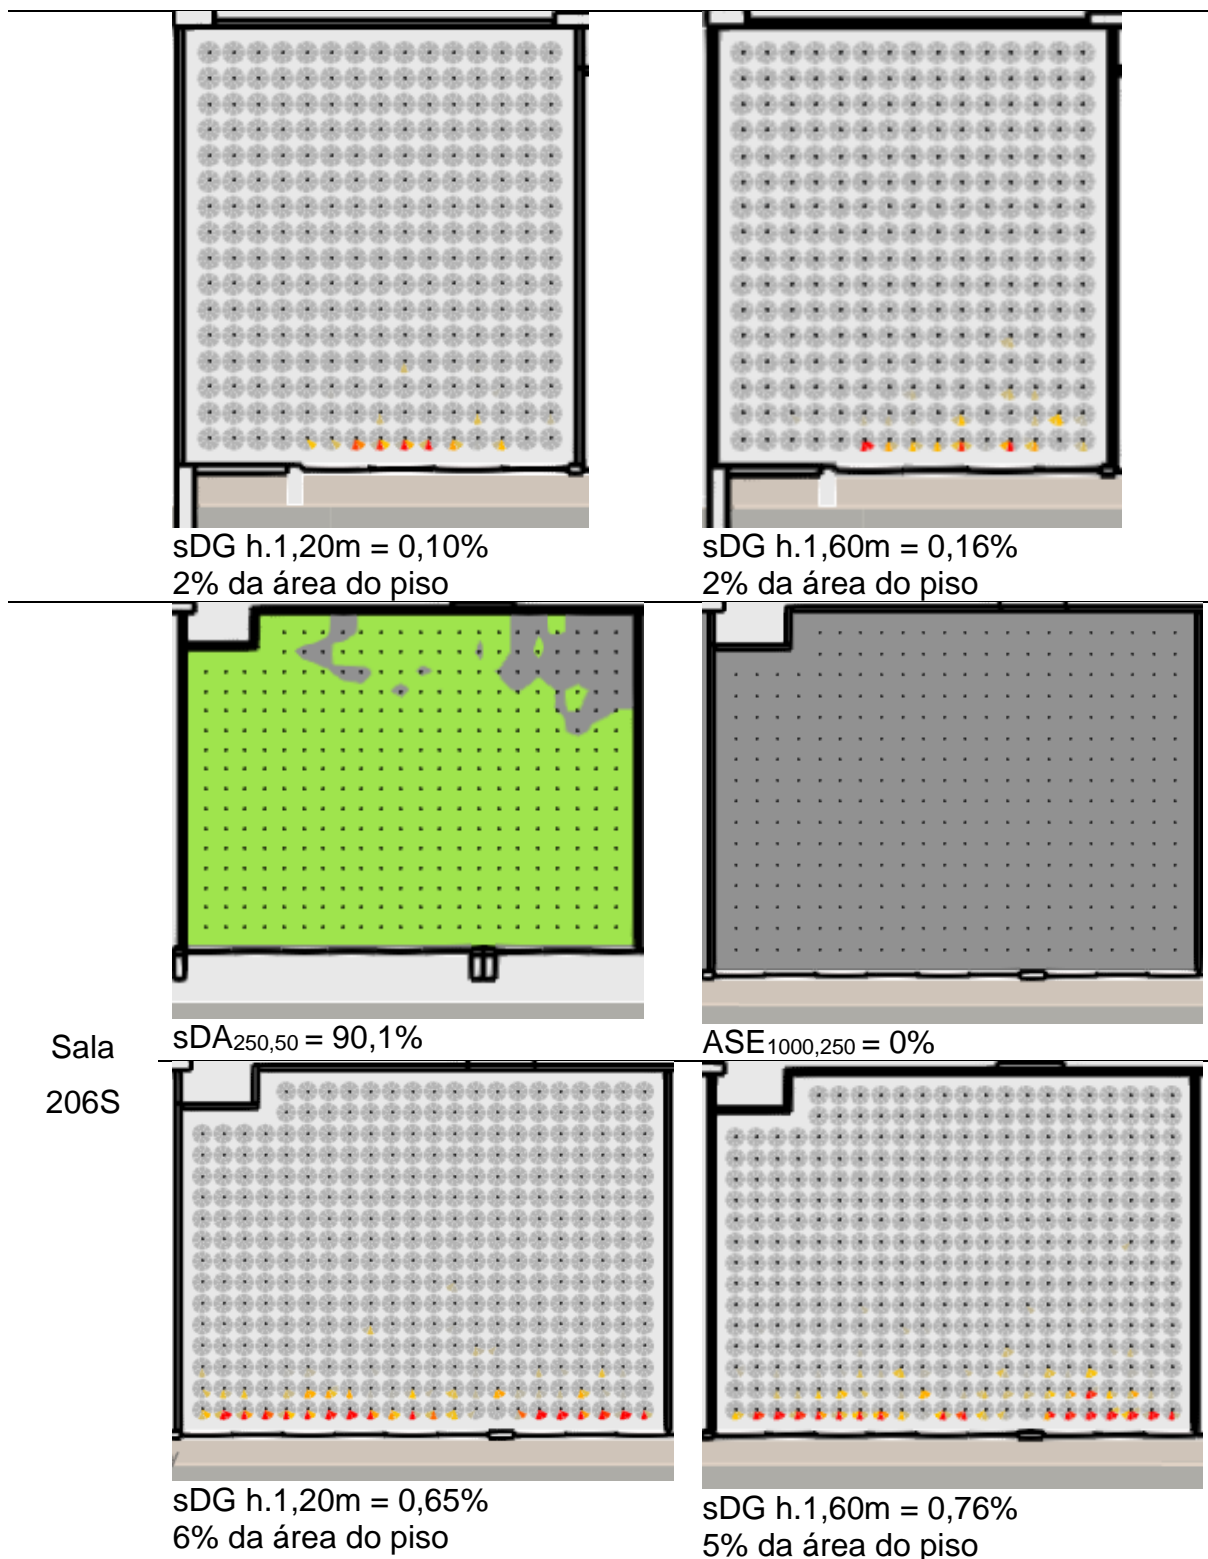 sDG h.1,20m = 0,10%
2% da área do piso
sDG h.1,60m = 0,16%
2% da área do piso
Sala
206S
sDA250,50 = 90,1%
ASE1000,250 = 0%
sDG h.1,20m = 0,65%
6% da área do piso
sDG h.1,60m = 0,76%
5% da área do piso